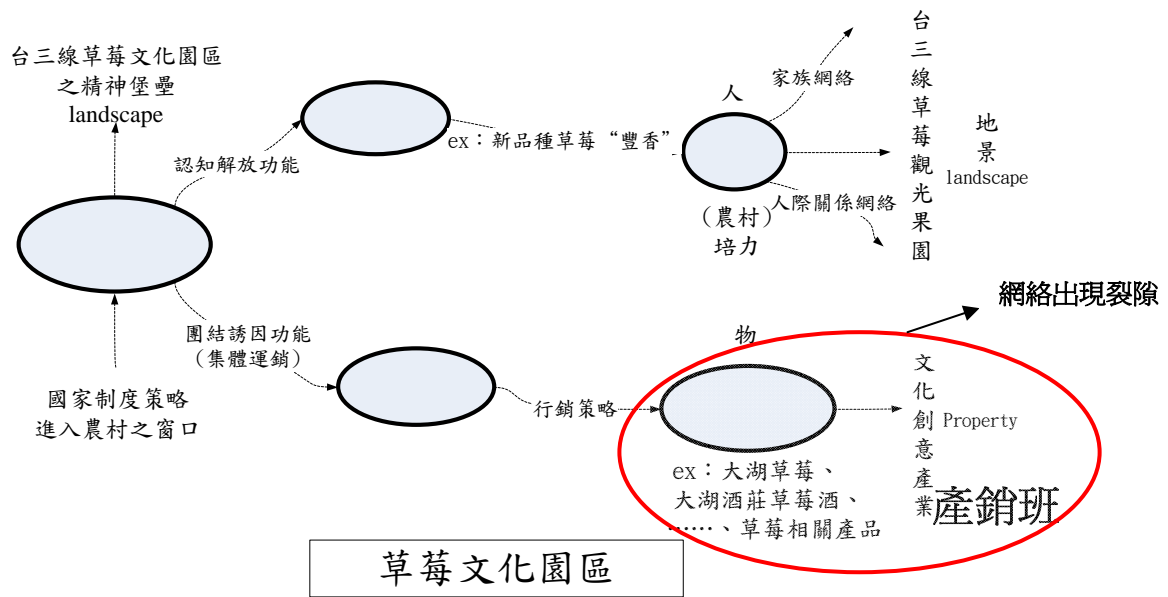 台三線草莓文化園區
之精神堡壘
landscape
認知解放功能
ex：新品種草莓“豐香”
人
（農村）
培力
家族網絡
人際關係網絡
台三線草莓觀光果園
地景
landscape
團結誘因功能
（集體運銷）
國家制度策略
進入農村之窗口
行銷策略
物
ex：大湖草莓、
大湖酒莊草莓酒、
……、草莓相關產品
網絡出現裂隙
文化創意產業
Property
產銷班
草莓文化園區